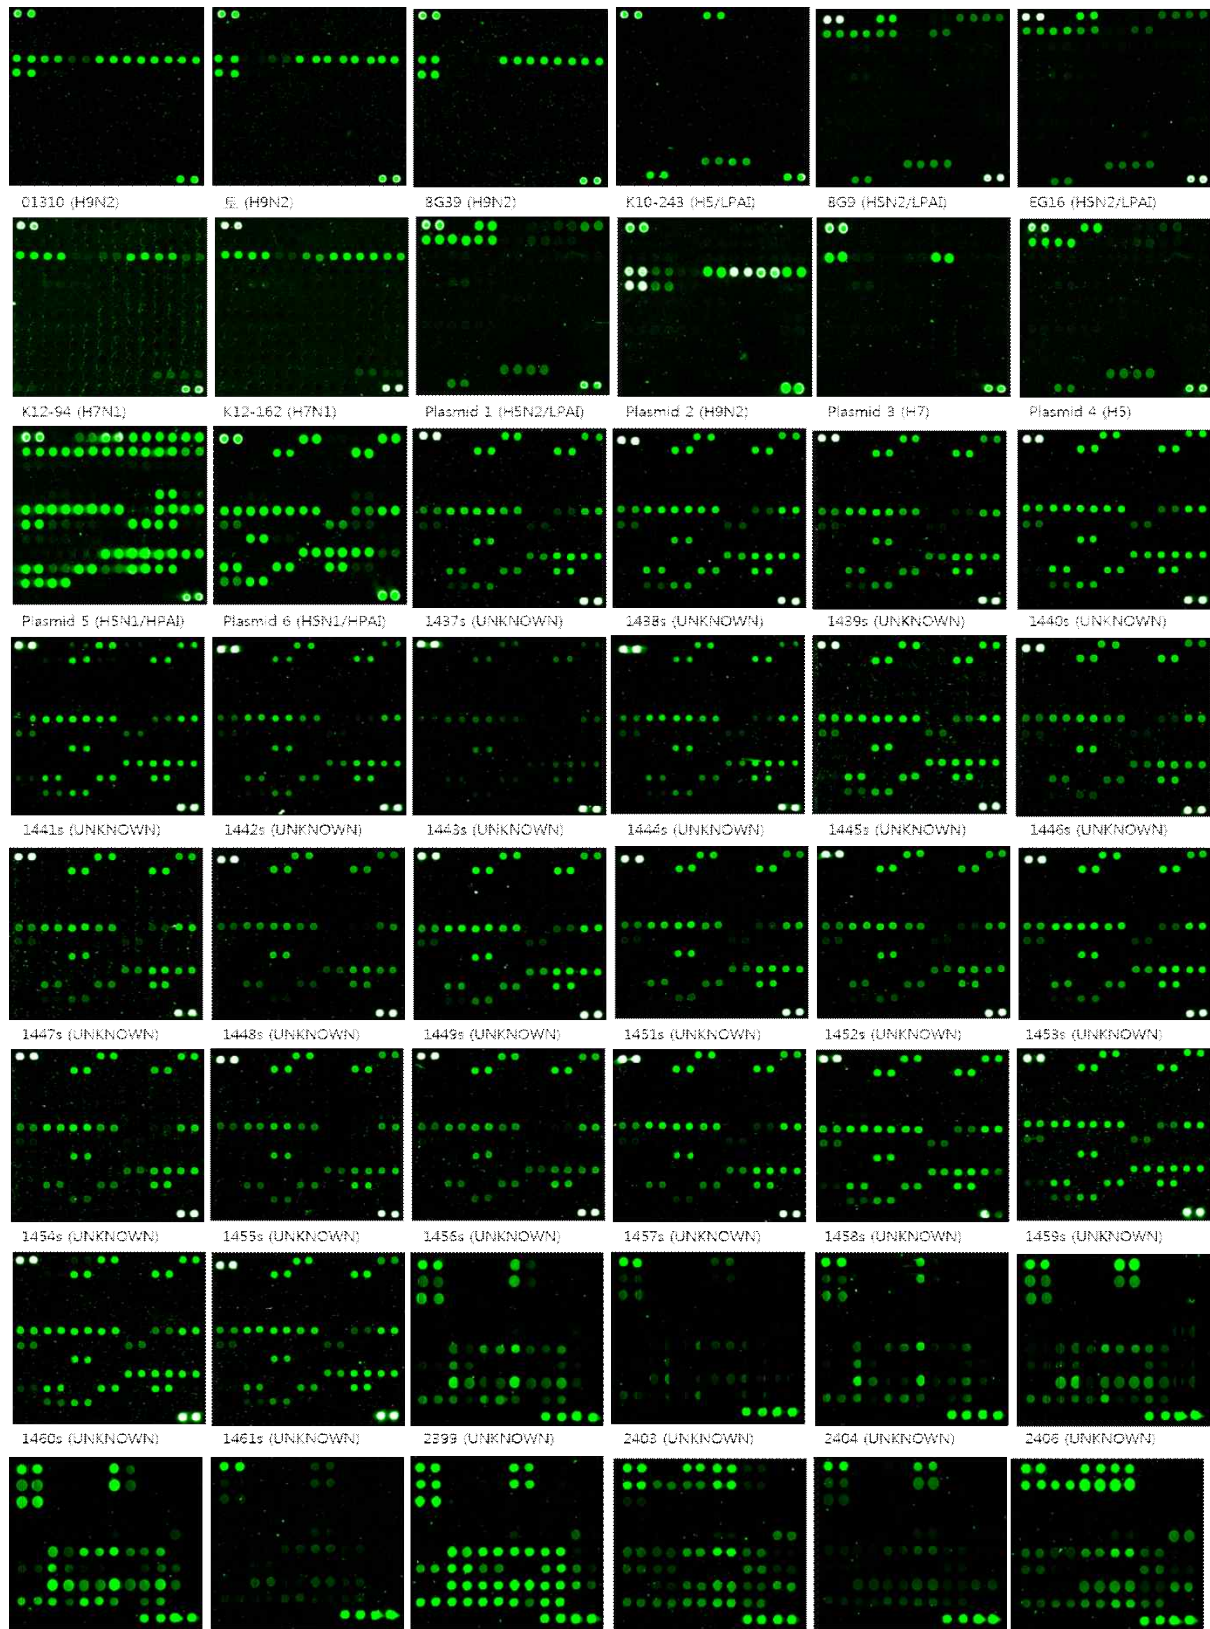 01310 (H9N2) (H9N2) BG39 (H9N2) K10-243 (H5/LPAI) BG9 (H5N2/LPAI) EG16 (H5N2/LPAI)
K12-94 (H7N1) K12-162 (H7N1) Plasmid 1 (H5N2/LPAI) Plasmid 2 (H9N2) Plasmid 3 (H7) Plasmid 4 (H5)
Plasmid 5 (H5N1/HPAI) Plasmid 6 (H5N1/HPAI) 1437s (UNKNOWN) 1438s (UNKNOWN) 1439s (UNKNOWN) 1440s (UNKNOWN)
1441s (UNKNOWN) 1442s (UNKNOWN) 1443s (UNKNOWN) 1444s (UNKNOWN) 1445s (UNKNOWN) 1446s (UNKNOWN)
1447s (UNKNOWN) 1448s (UNKNOWN) 1449s (UNKNOWN) 1451s (UNKNOWN) 1452s (UNKNOWN) 1453s (UNKNOWN)
1454s (UNKNOWN) 1455s (UNKNOWN) 1456s (UNKNOWN) 1457s (UNKNOWN) 1458s (UNKNOWN) 1459s (UNKNOWN)
1460s (UNKNOWN) 1461s (UNKNOWN) 2399 (UNKNOWN) 2403 (UNKNOWN) 2404 (UNKNOWN) 2406 (UNKNOWN)